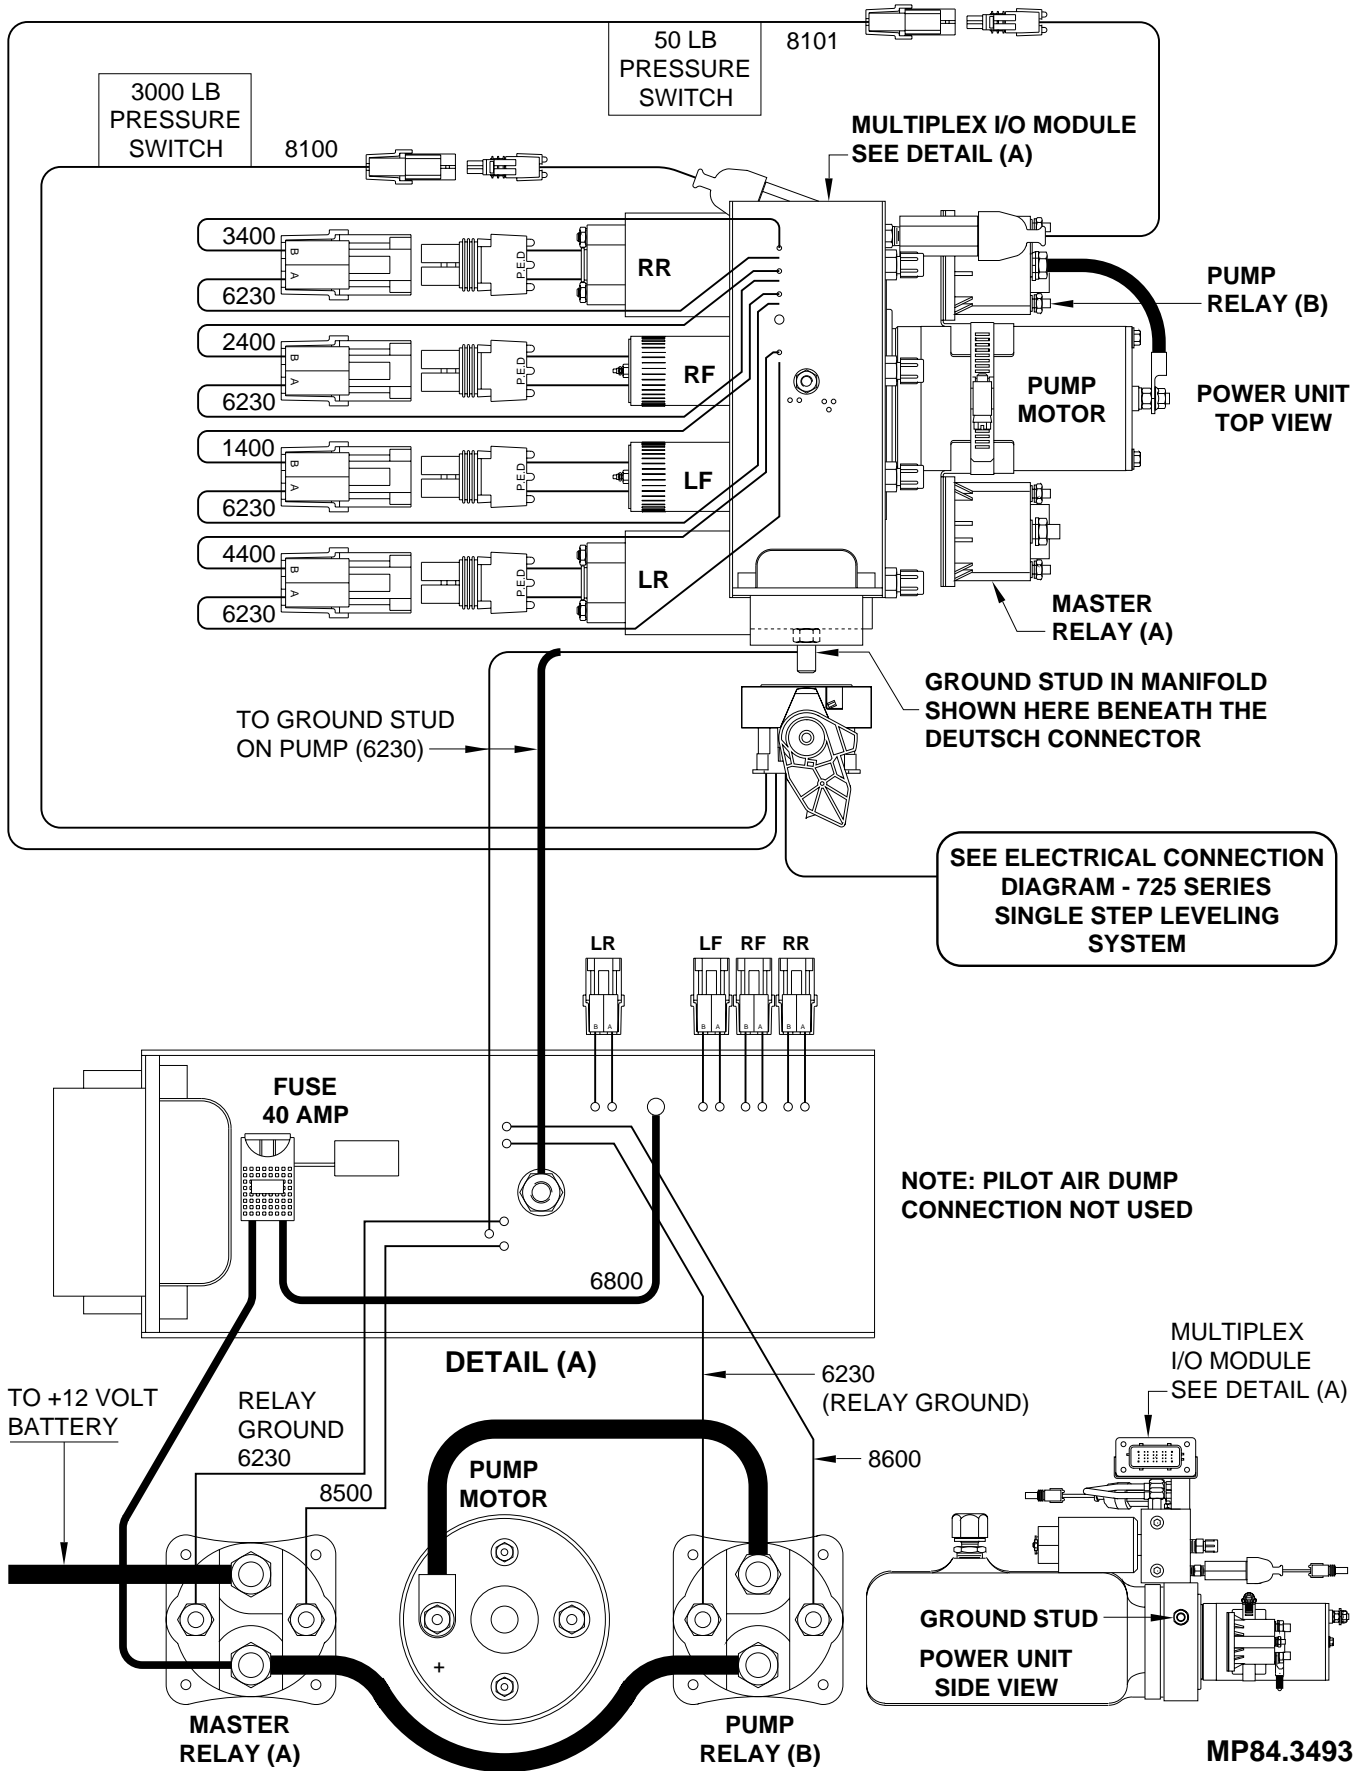 50 LB
PRESSURE
SWITCH
8101
3000 LB
PRESSURE
SWITCH
8100
MULTIPLEX I/O MODULE
SEE DETAIL (A)
3400
B
A
6230
P.E.D
RR
2400
B
A
6230
P.E.D
RF
1400
B
A
6230
P.E.D
LF
4400
B
A
6230
P.E.D
LR
PUMP
RELAY (B)
PUMP
MOTOR
POWER UNIT
TOP VIEW
MASTER
RELAY (A)
GROUND STUD IN MANIFOLD
SHOWN HERE BENEATH THE
DEUTSCH CONNECTOR
TO GROUND STUD
ON PUMP (6230)
SEE ELECTRICAL CONNECTION
DIAGRAM - 725 SERIES
SINGLE STEP LEVELING
SYSTEM
LR LF RF RR
B A B A B A B A
FUSE
40 AMP
NOTE: PILOT AIR DUMP
CONNECTION NOT USED
6800
DETAIL (A)
TO +12 VOLT
BATTERY
RELAY
GROUND
6230
8500
6230
(RELAY GROUND)
8600
PUMP
MOTOR
+
MASTER
RELAY (A)
PUMP
RELAY (B)
MULTIPLEX
I/O MODULE
SEE DETAIL (A)
GROUND STUD
POWER UNIT
SIDE VIEW
MP84.3493